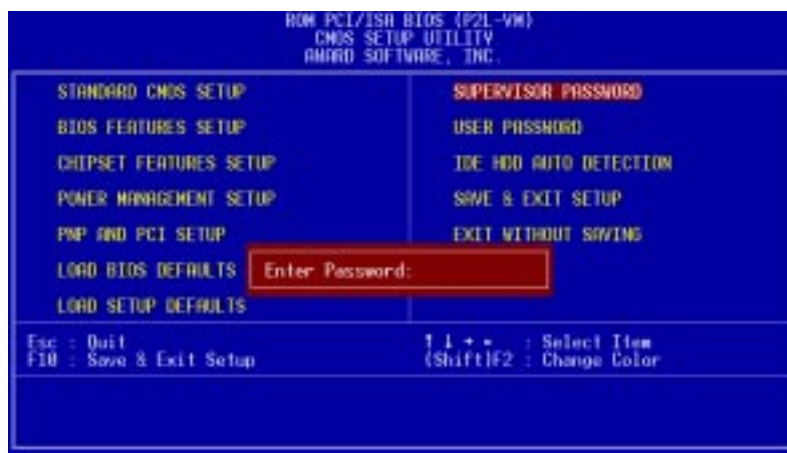 ROM PCI/ISA BIOS (P2L-VM)
CMOS SETUP UTILITY
AWARD SOFTWARE, INC.
STANDARD CMOS SETUP
BIOS FEATURES SETUP
CHIPSET FEATURES SETUP
POWER MANAGEMENT SETUP
PNP AND PCI SETUP
LOAD BIOS DEFAULTS
LOAD SETUP DEFAULTS
SUPERVISOR PASSWORD
USER PASSWORD
IDE HDD AUTO DETECTION
SAVE & EXIT SETUP
EXIT WITHOUT SAVING
Enter Password:
Esc : Quit
F10 : Save & Exit Setup
↑ ↓ → ← : Select Item
(Shift)F2 : Change Color